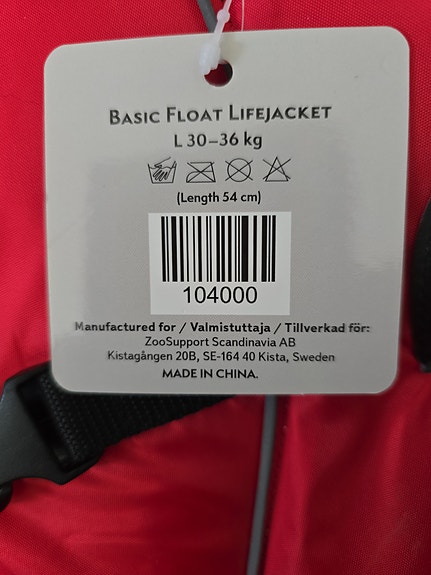 BASIC FLOAT LIFEJACKET
L 30–36 kg
(Length 54 cm)
104000
Manufactured for / Valmistuttaja / Tillverkad för:
ZooSupport Scandinavia AB
Kistagången 20B, SE-164 40 Kista, Sweden
MADE IN CHINA.